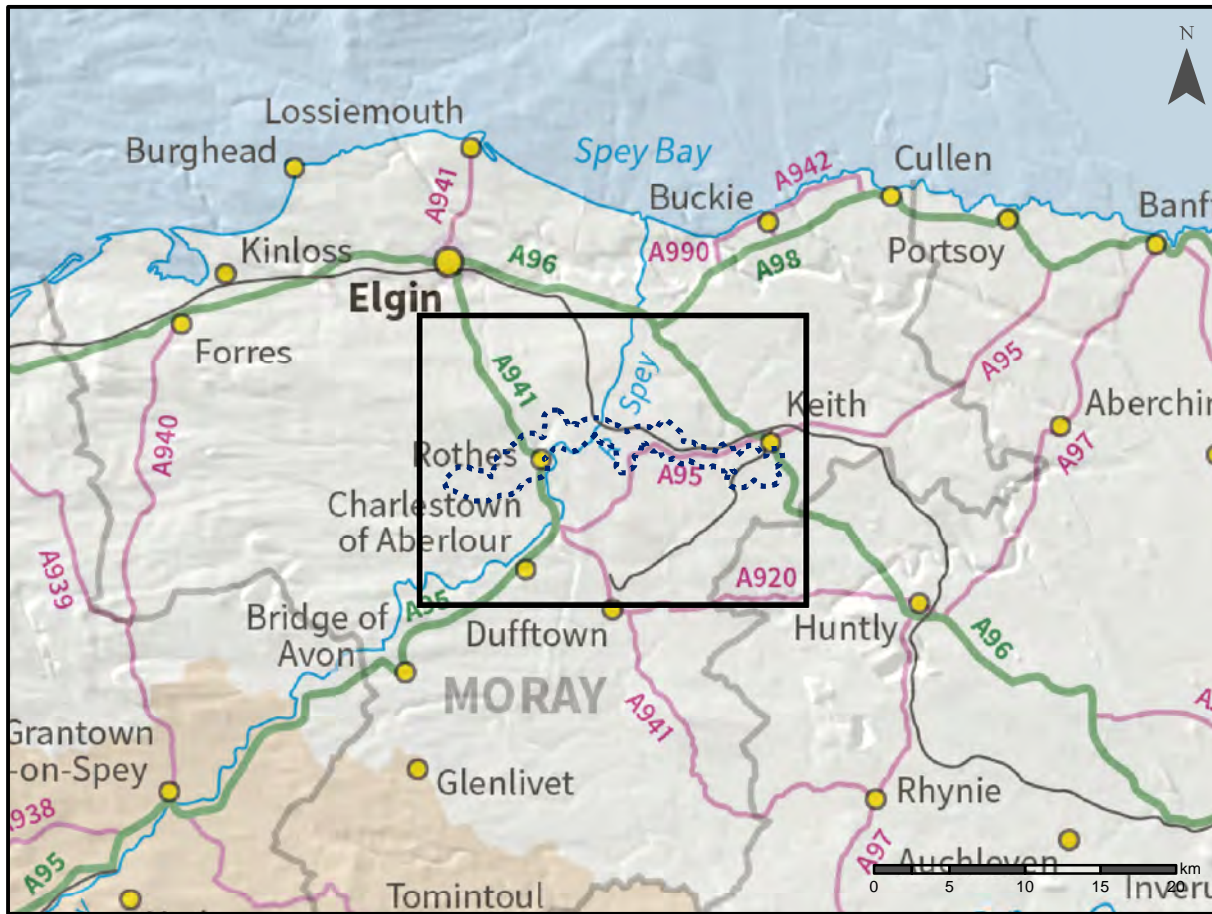 N
Lossiemouth
Burghead
Spey Bay
Cullen
A942
Buckie
A941
Banf
Kinloss
A96
A990
A98
Portsoy
Elgin
Forres
A941
Spey
A95
Keith
Aberchir
A940
Rothes
A95
A97
Charlestown
of Aberlour
A939
A920
A95
Bridge of
Avon
Dufftown
Huntly
A96
MORAY
A941
Grantown
-on-Spey
Glenlivet
Rhynie
A938
A97
Auchleven
A95
km
0 5 10 15 20
Tomintoul
Inveru